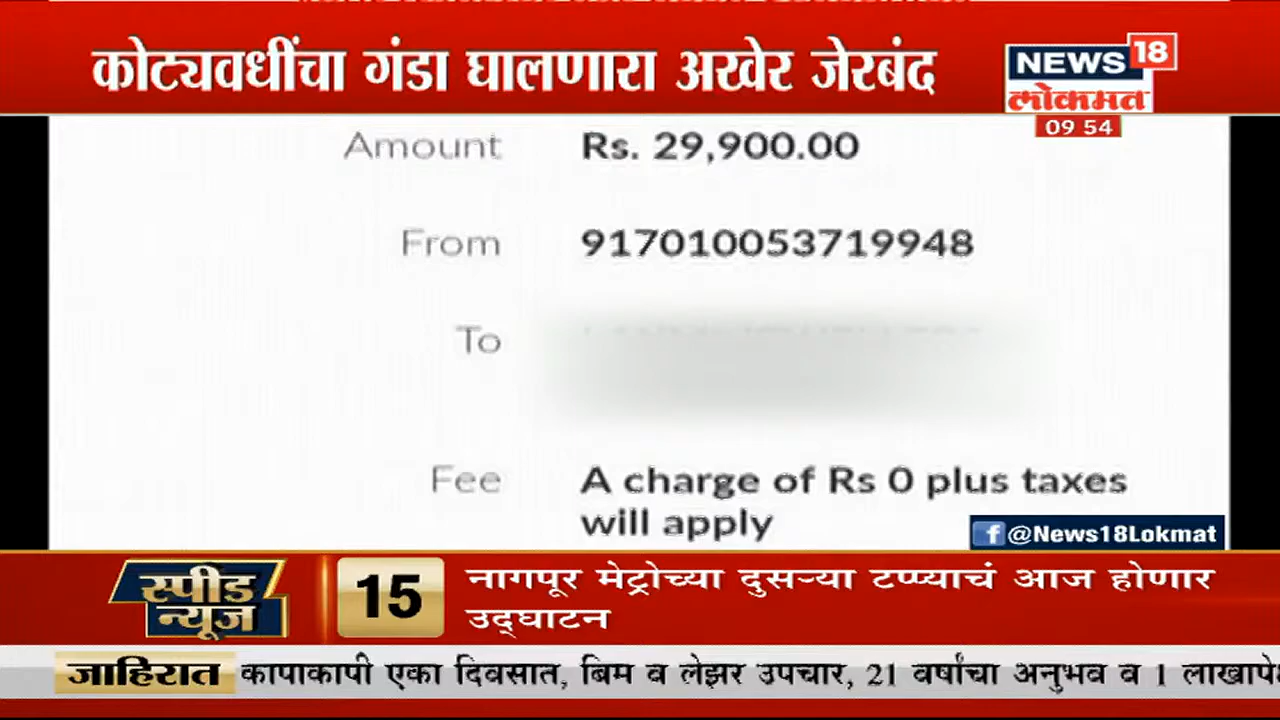 कोट्यवधींचा गंडा घालणारा अखेर जेरबंद
NEWS 18
लोकमत
09 54
Amount Rs. 29,900.00
From 917010053719948
To
Fee A charge of Rs 0 plus taxes
will apply
f @News18Lokmat
स्पीड
न्यूज
15
नागपूर मेट्रोच्या दुसऱ्या टप्प्याचं आज होणार
उद्‌घाटन
जाहिरात कापाकापी एका दिवसात, बिम व लेझर उपचार, 21 वर्षांचा अनुभव व 1 लाखापे